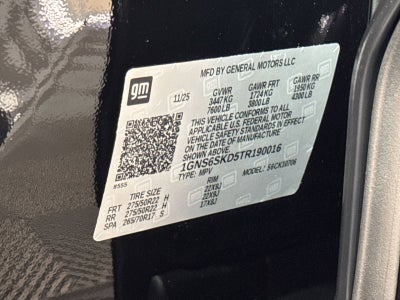 gm
MFD BY GENERAL MOTORS LLC
11/25 GVWR GAWR FRT GAWR RR
3447 KG 1724 KG 1950 KG
7600 LB 3800 LB 4300 LB
THIS VEHICLE CONFORMS TO ALL
APPLICABLE U.S. FEDERAL MOTOR
VEHICLE SAFETY STANDARDS IN EFFECT
ON THE DATE OF MANUFACTURE
SHOWN ABOVE.
1GNS6SKD5TR190016
TYPE: MPV MODEL: S6CK10706
#SSS
TIRE SIZE RIM
FRT 275/50R22 H 22X9J
RR 275/50R22 H 22X9J
SPA 265/70R17 S 17X8J